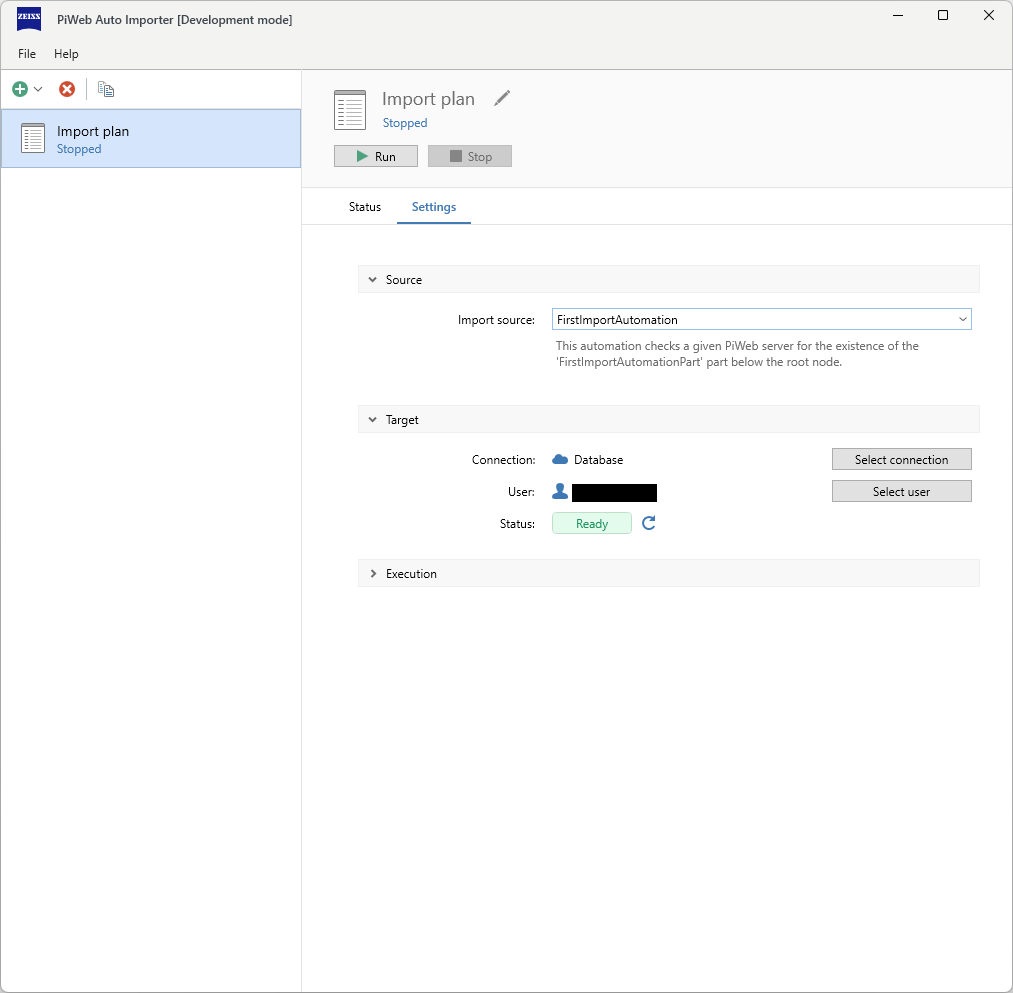 ZEISS
PiWeb Auto Importer [Development mode]
File Help
Import plan
Stopped
Import plan
Stopped
Run Stop
Status Settings
Source
Import source: FirstImportAutomation
This automation checks a given PiWeb server for the existence of the
'FirstImportAutomationPart' part below the root node.
Target
Connection: Database Select connection
User: Select user
Status: Ready
Execution